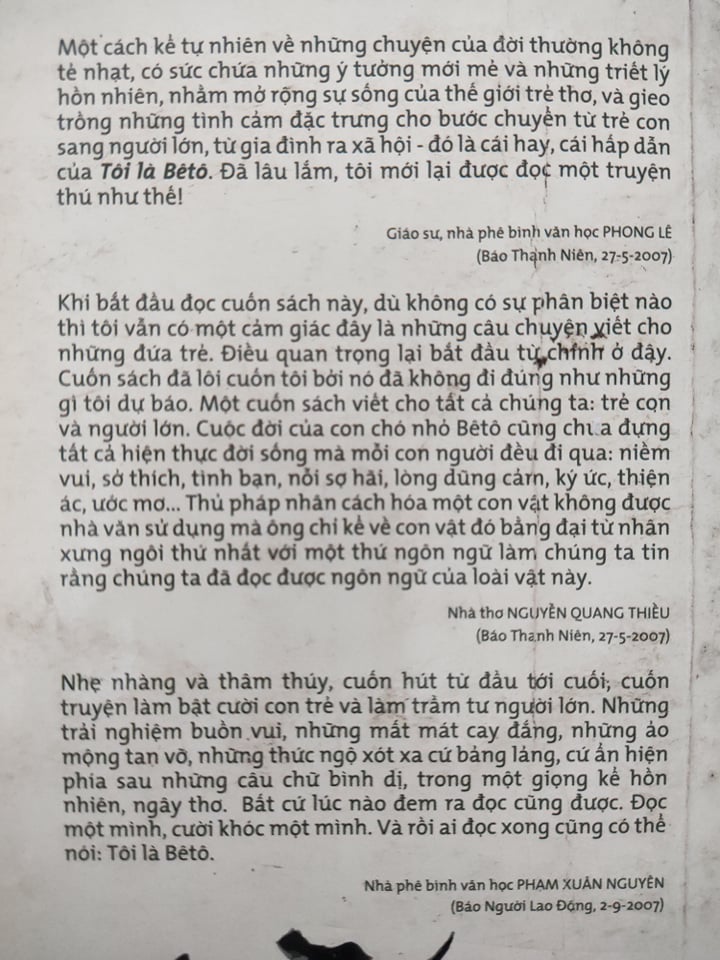 Một cách kể tự nhiên về những chuyện của đời thường không
tẻ nhạt, có sức chứa những ý tưởng mới mẻ và những triết lý
hồn nhiên, nhằm mở rộng sự sống của thế giới trẻ thơ, và gieo
trồng những tình cảm đặc trưng cho bước chuyển từ trẻ con
sang người lớn, từ gia đình ra xã hội - đó là cái hay, cái hấp dẫn
của Tôi là Bêtô. Đã lâu lắm, tôi mới lại được đọc một truyện
thú như thế!
Giáo sư, nhà phê bình văn học PHONG LÊ
(Báo Thanh Niên, 27-5-2007)
Khi bắt đầu đọc cuốn sách này, dù không có sự phân biệt nào
thì tôi vẫn có một cảm giác đây là những câu chuyện viết cho
những đứa trẻ. Điều quan trọng lại bắt đầu từ chính ở đây.
Cuốn sách đã lôi cuốn tôi bởi nó đã không đi đúng như những
gì tôi dự báo. Một cuốn sách viết cho tất cả chúng ta: trẻ con
và người lớn. Cuộc đời của con chó nhỏ Bêtô cũng chứa đựng
tất cả hiện thực đời sống mà mỗi con người đều đi qua: niềm
vui, sở thích, tình bạn, nỗi sợ hãi, lòng dũng cảm, ký ức, thiện
ác, ước mơ... Thủ pháp nhân cách hóa một con vật không được
nhà văn sử dụng mà ông chỉ kể về con vật đó bằng đại từ nhân
xưng ngôi thứ nhất với một thứ ngôn ngữ làm chúng ta tin
rằng chúng ta đã đọc được ngôn ngữ của loài vật này.
Nhà thơ NGUYỄN QUANG THIỀU
(Báo Thanh Niên, 27-5-2007)
Nhẹ nhàng và thâm thúy, cuốn hút từ đầu tới cuối, cuốn
truyện làm bật cười con trẻ và làm trầm tư người lớn. Những
trải nghiệm buồn vui, những mất mát cay đắng, những ảo
mộng tan vỡ, những thức ngộ xót xa cứ bảng lảng, cứ ẩn hiện
phía sau những câu chữ bình dị, trong một giọng kể hồn
nhiên, ngây thơ. Bất cứ lúc nào đem ra đọc cũng được. Đọc
một mình, cười khóc một mình. Và rồi ai đọc xong cũng có thể
nói: Tôi là Bêtô.
Nhà phê bình văn học PHẠM XUÂN NGUYÊN
(Báo Người Lao Động, 2-9-2007)